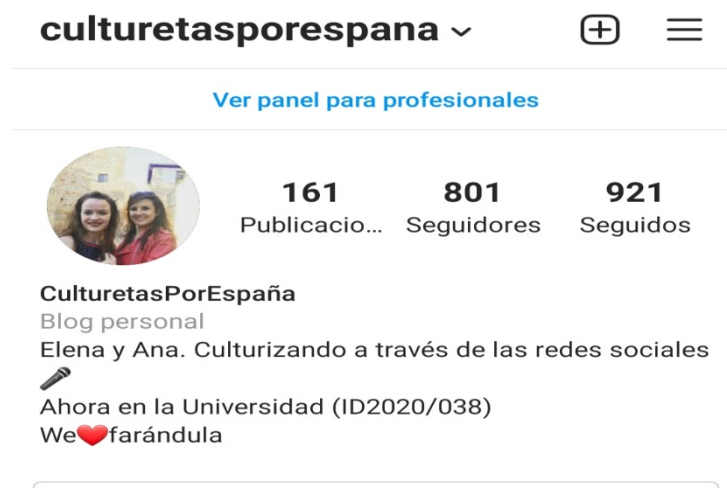 culturetasporespana
Ver panel para profesionales
161 801 921
Publicacio... Seguidores Seguidos
CulturetasPorEspaña
Blog personal
Elena y Ana. Culturizando a través de las redes sociales
🎤
Ahora en la Universidad (ID2020/038)
We❤️farándula